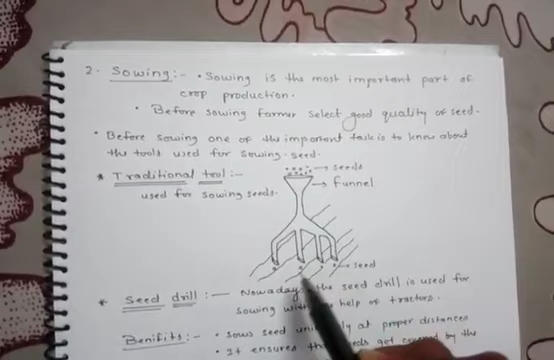 2. Sowing :- • Sowing is the most important part of
crop production.
• Before sowing farmer select good quality of seed.
• Before sowing one of the important task is to know about
the tools used for sowing seed.
* Traditional tool :-
used for sowing seeds.
→ seeds
→ funnel
→ seed
* Seed drill :— Nowadays the seed drill is used for
sowing with help of tractors.
Benifits :- • Sows seed at proper distances
• It ensures get covered by the